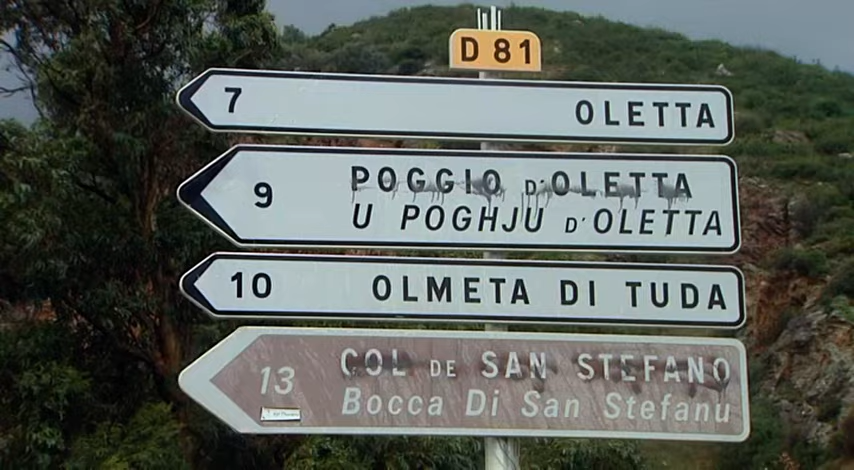 D 81
7 OLETTA
9 POGGIO D'OLETTA
U POGHJU D'OLETTA
10 OLMETA DI TUDA
13 COL DE SAN STEFANO
Bocca Di San Stefanu